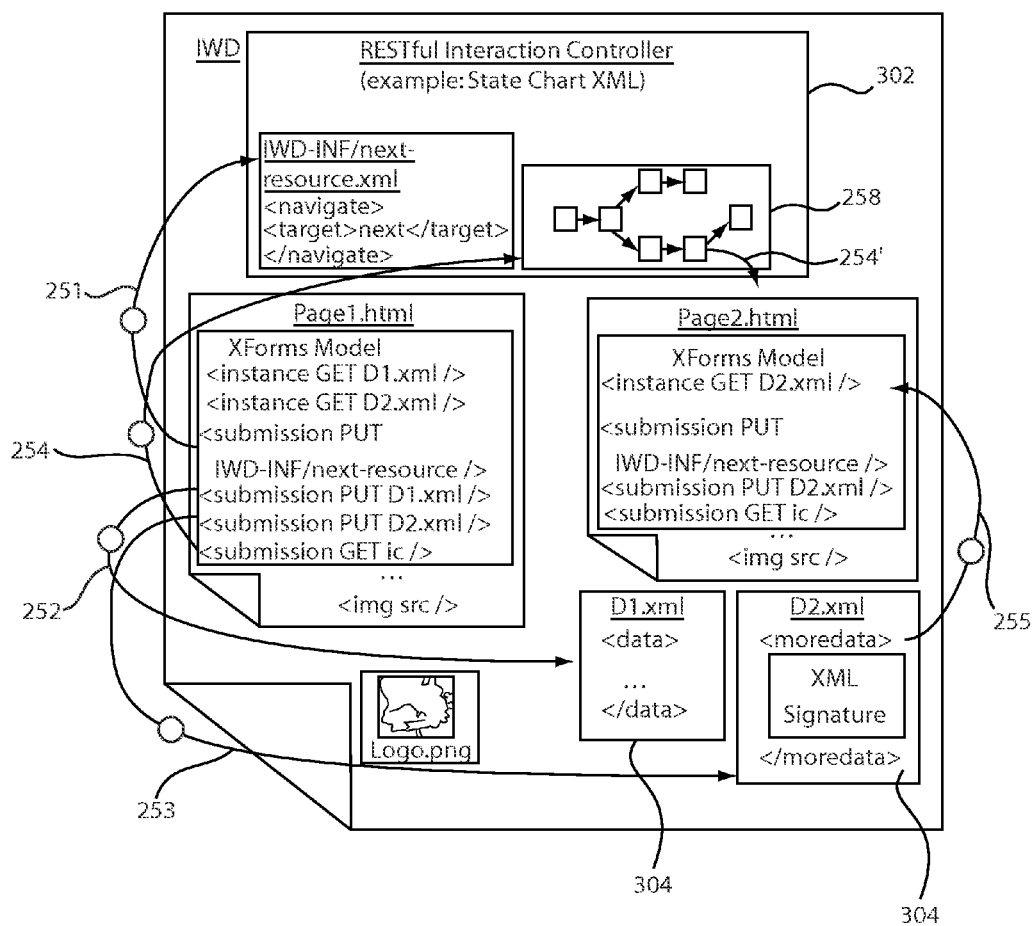 IWD
RESTful Interaction Controller
(example: State Chart XML)
302
IWD-INF/next-
resource.xml
<navigate>
<target>next</target>
</navigate>
258
254'
251
Page1.html
XForms Model
<instance GET D1.xml />
<instance GET D2.xml />
<submission PUT
IWD-INF/next-resource />
<submission PUT D1.xml />
<submission PUT D2.xml />
<submission GET ic />
...
<img src />
Page2.html
XForms Model
<instance GET D2.xml />
<submission PUT
IWD-INF/next-resource />
<submission PUT D2.xml />
<submission GET ic />
...
<img src />
254
252
255
D1.xml
<data>
...
</data>
D2.xml
<moredata>
XML
Signature
</moredata>
Logo.png
253
304
304